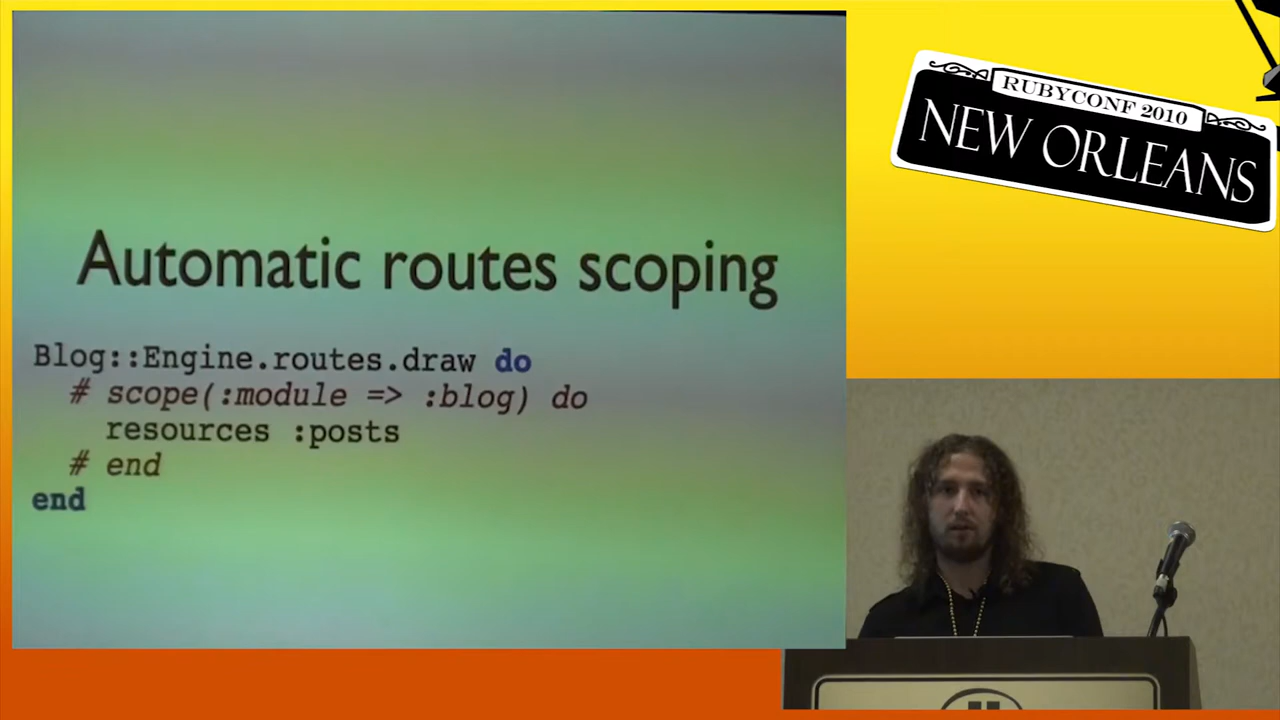 Automatic routes scoping
Blog::Engine.routes.draw do
# scope(:module => :blog) do
resources :posts
# end
end
RUBYCONF 2010
NEW ORLEANS